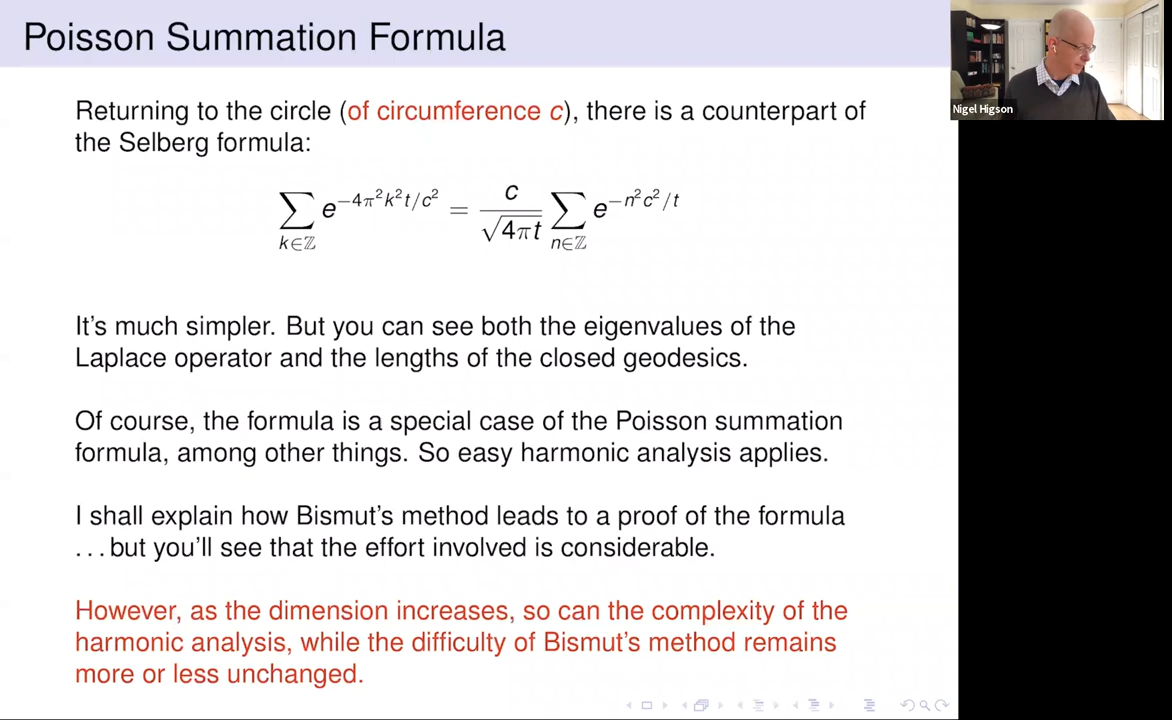 Poisson Summation Formula
Nigel Higson
Returning to the circle (of circumference c), there is a counterpart of
the Selberg formula:
∑_{k∈ℤ} e^{−4π²k²t/c²} = c/√(4πt) ∑_{n∈ℤ} e^{−n²c²/t}
It's much simpler. But you can see both the eigenvalues of the
Laplace operator and the lengths of the closed geodesics.
Of course, the formula is a special case of the Poisson summation
formula, among other things. So easy harmonic analysis applies.
I shall explain how Bismut's method leads to a proof of the formula
...but you'll see that the effort involved is considerable.
However, as the dimension increases, so can the complexity of the
harmonic analysis, while the difficulty of Bismut's method remains
more or less unchanged.